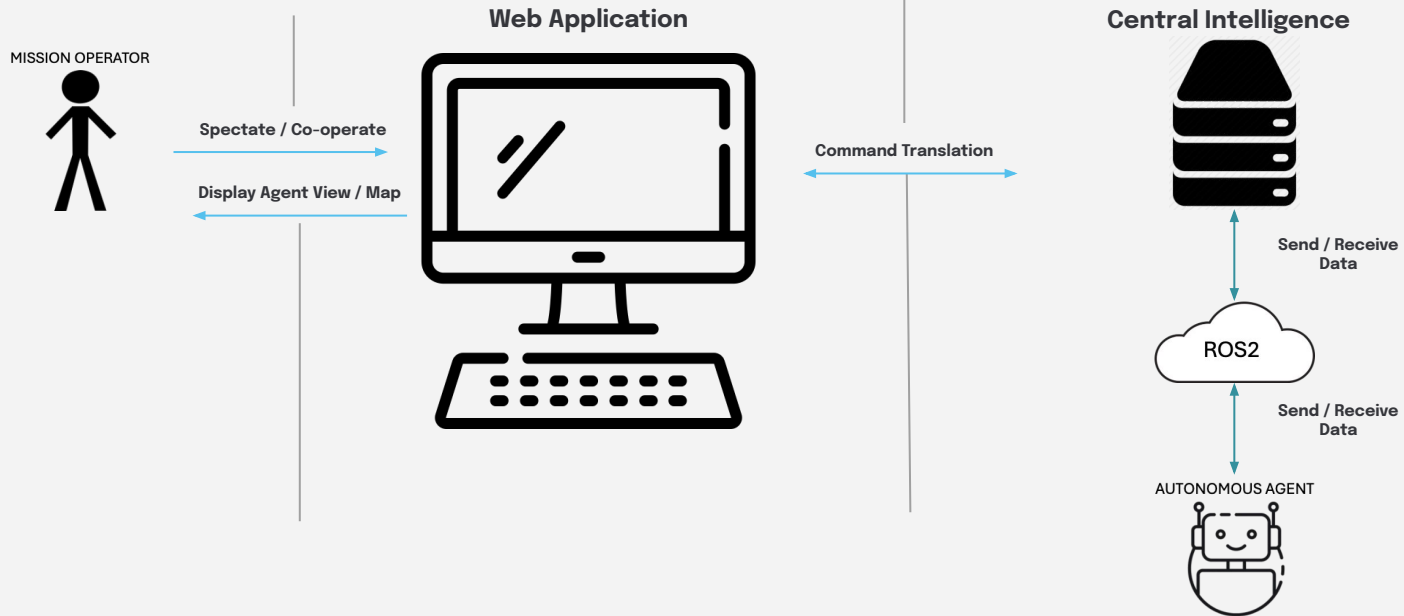 Web Application
Central Intelligence
MISSION OPERATOR
Spectate / Co-operate
Display Agent View / Map
Command Translation
Send / Receive
Data
ROS2
Send / Receive
Data
AUTONOMOUS AGENT